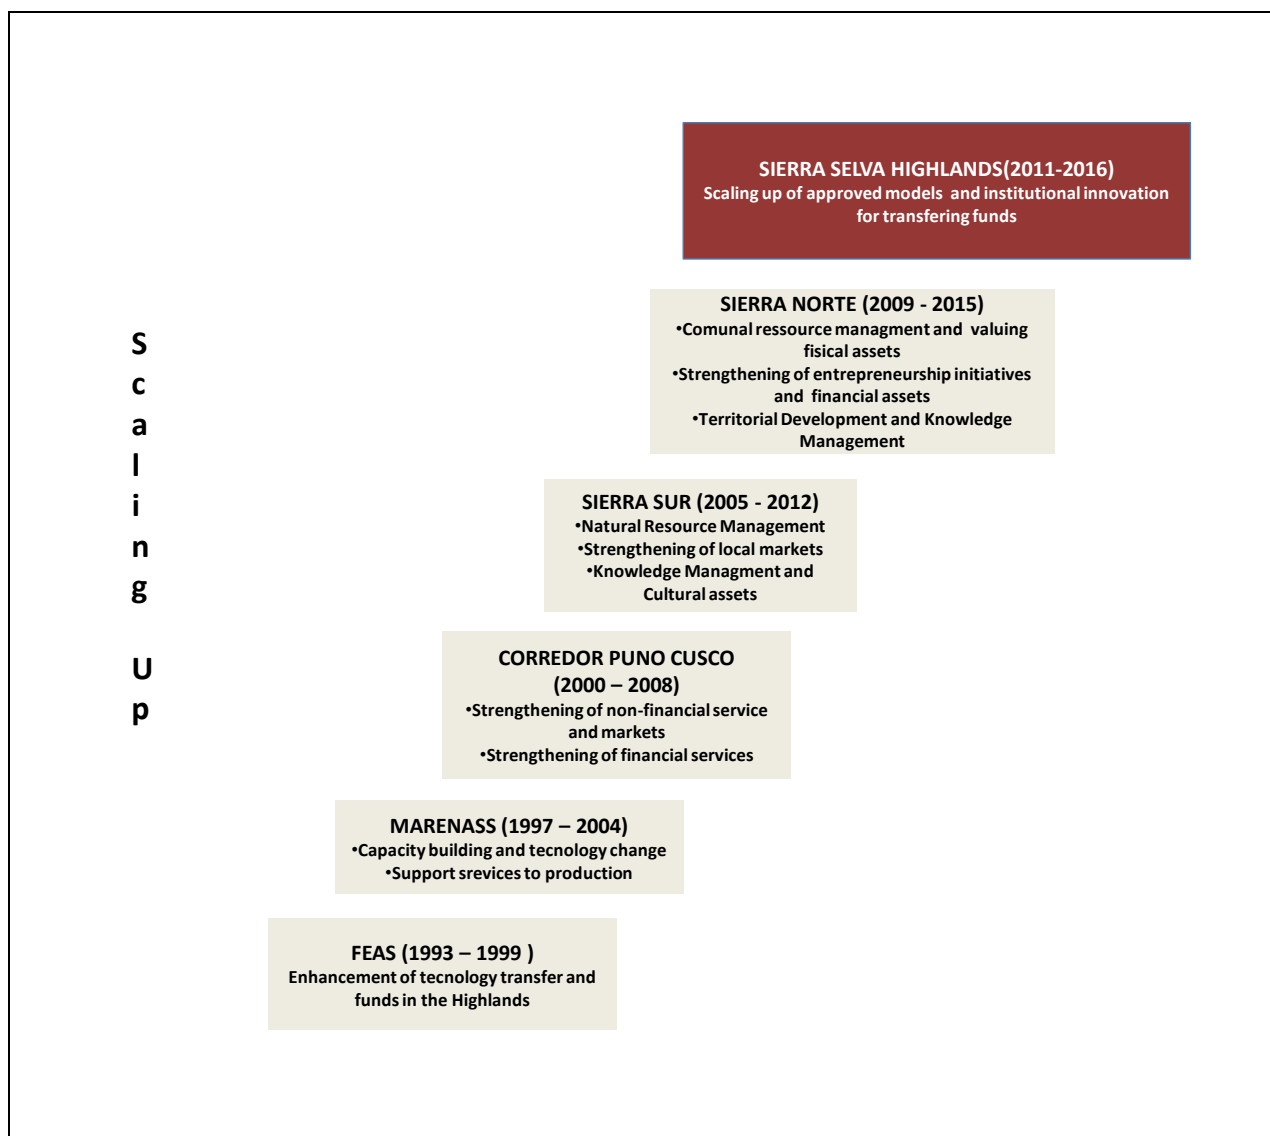 SIERRA SELVA HIGHLANDS(2011-2016)
Scaling up of approved models and institutional innovation
for transfering funds
SIERRA NORTE (2009 - 2015)
•Comunal ressource managment and valuing
fisical assets
•Strengthening of entrepreneurship initiatives
and financial assets
•Territorial Development and Knowledge
Management
Scaling Up
SIERRA SUR (2005 - 2012)
•Natural Resource Management
•Strengthening of local markets
•Knowledge Managment and
Cultural assets
CORREDOR PUNO CUSCO
(2000 – 2008)
•Strengthening of non-financial service
and markets
•Strengthening of financial services
MARENASS (1997 – 2004)
•Capacity building and tecnology change
•Support srevices to production
FEAS (1993 – 1999 )
Enhancement of tecnology transfer and
funds in the Highlands